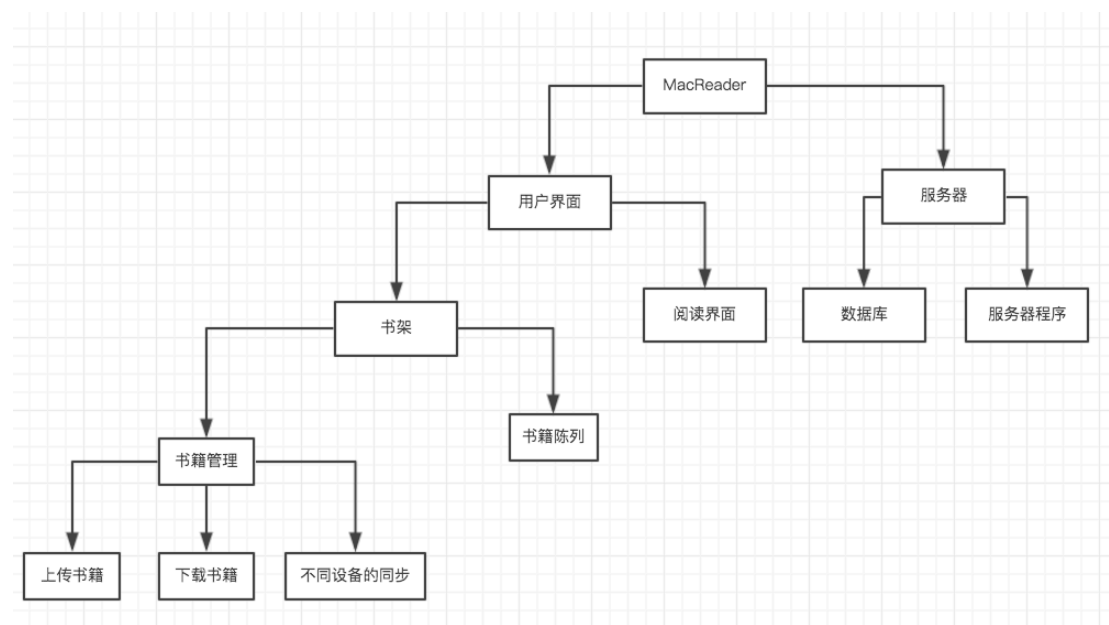 MacReader
用户界面
服务器
书架
阅读界面
数据库
服务器程序
书籍管理
书籍陈列
上传书籍
下载书籍
不同设备的同步